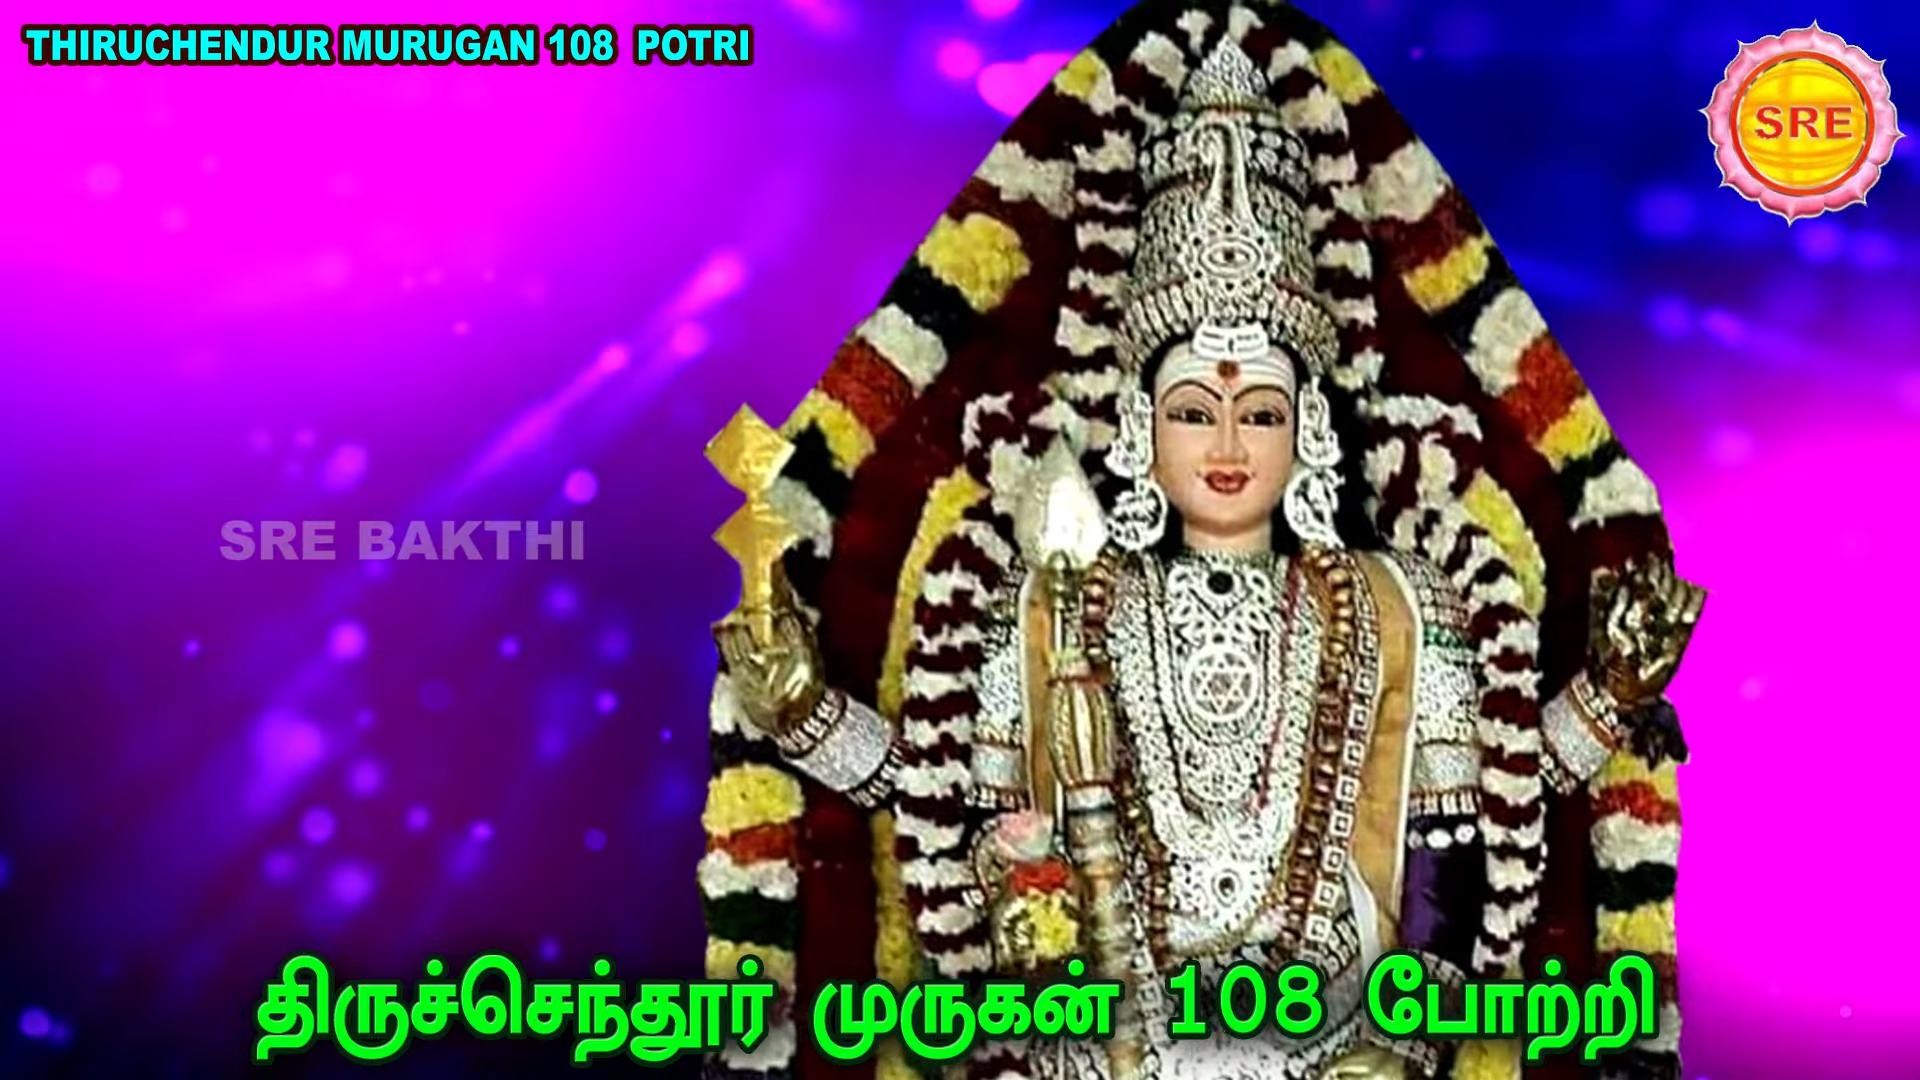 THIRUCHENDUR MURUGAN 108 POTRI
SRE
SRE BAKTHI
திருச்செந்தூர் முருகன் 108 போற்றி